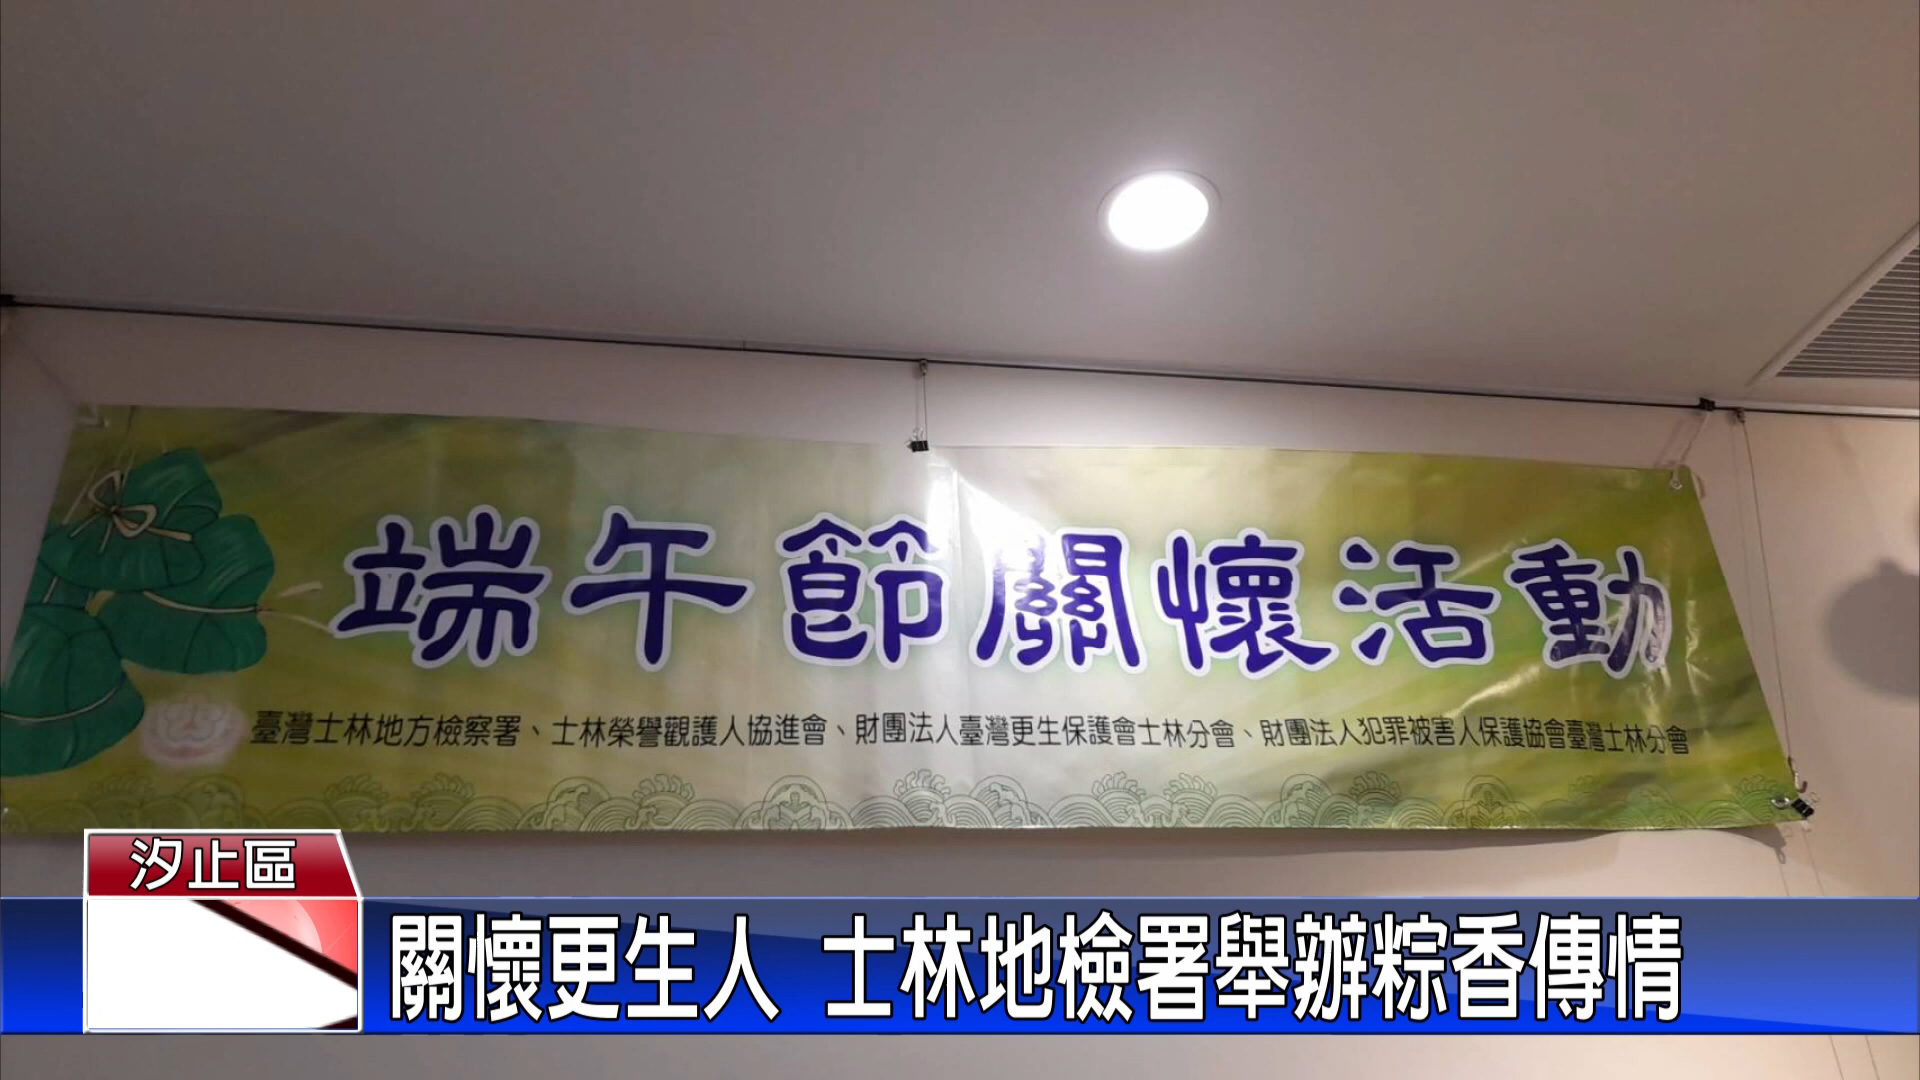 端午節關懷活動
臺灣士林地方檢察署、士林榮譽觀護人協進會、財團法人臺灣更生保護會士林分會、財團法人犯罪被害人保護協會臺灣士林分會
汐止區
關懷更生人 士林地檢署舉辦粽香傳情